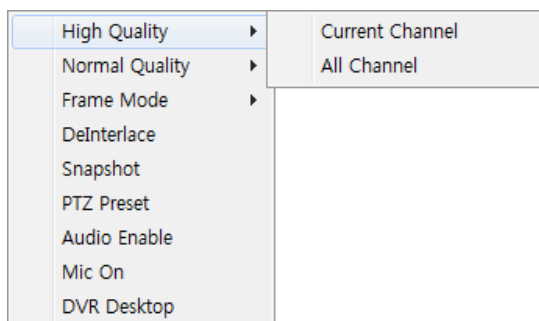 High Quality
Normal Quality
Frame Mode
DeInterlace
Snapshot
PTZ Preset
Audio Enable
Mic On
DVR Desktop
Current Channel
All Channel